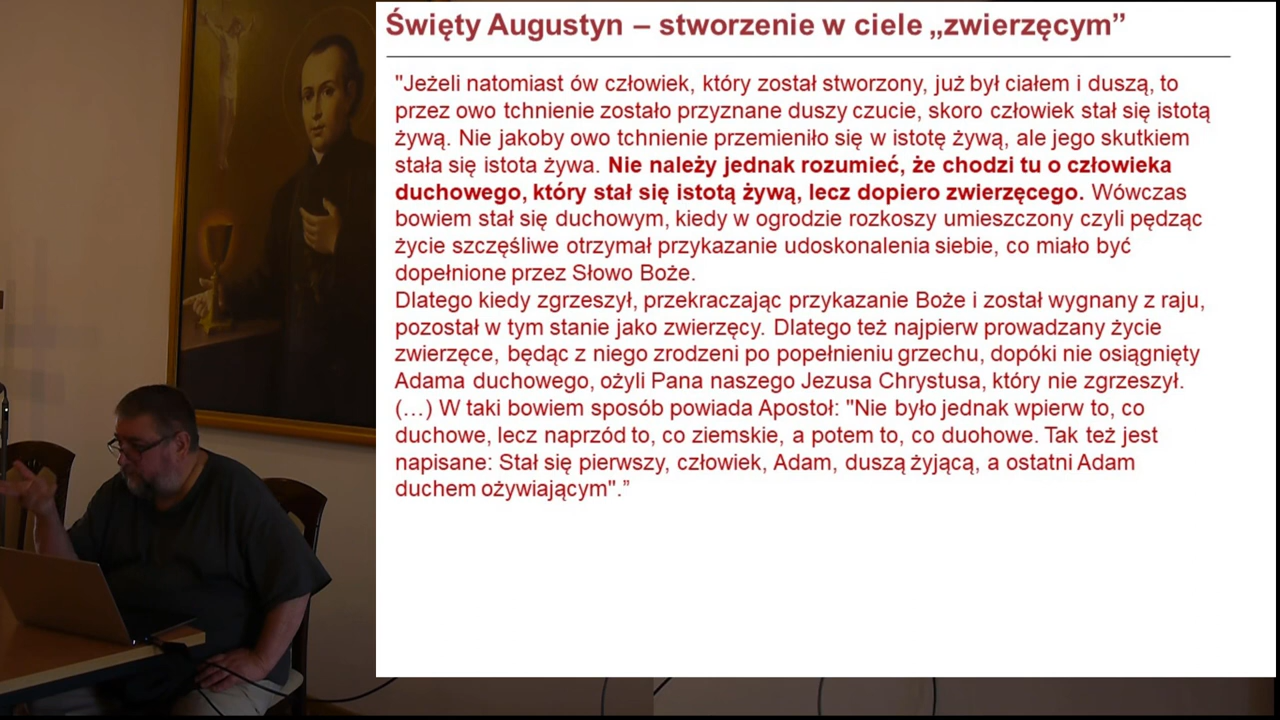 Święty Augustyn – stworzenie w ciele „zwierzęcym”
"Jeżeli natomiast ów człowiek, który został stworzony, już był ciałem i duszą, to
przez owo tchnienie zostało przyznane duszy czucie, skoro człowiek stał się istotą
żywą. Nie jakoby owo tchnienie przemieniło się w istotę żywą, ale jego skutkiem
stała się istota żywa. Nie należy jednak rozumieć, że chodzi tu o człowieka
duchowego, który stał się istotą żywą, lecz dopiero zwierzęcego. Wówczas
bowiem stał się duchowym, kiedy w ogrodzie rozkoszy umieszczony czyli pędząc
życie szczęśliwe otrzymał przykazanie udoskonalenia siebie, co miało być
dopełnione przez Słowo Boże.
Dlatego kiedy zgrzeszył, przekraczając przykazanie Boże i został wygnany z raju,
pozostał w tym stanie jako zwierzęcy. Dlatego też najpierw prowadzany życie
zwierzęce, będąc z niego zrodzeni po popełnieniu grzechu, dopóki nie osiągnięty
Adama duchowego, ożyli Pana naszego Jezusa Chrystusa, który nie zgrzeszył.
(…) W taki bowiem sposób powiada Apostoł: "Nie było jednak wpierw to, co
duchowe, lecz naprzód to, co ziemskie, a potem to, co duohowe. Tak też jest
napisane: Stał się pierwszy, człowiek, Adam, duszą żyjącą, a ostatni Adam
duchem ożywiającym".”